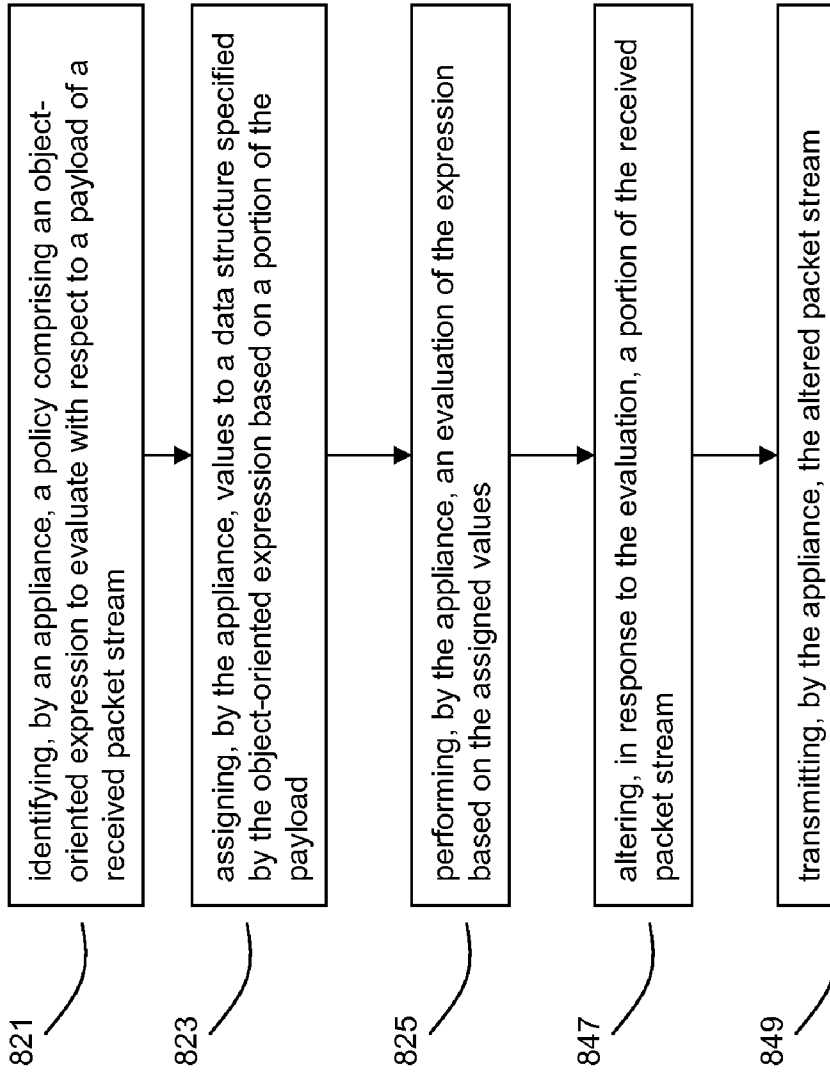 821
identifying, by an appliance, a policy comprising an object-
oriented expression to evaluate with respect to a payload of a
received packet stream
823
assigning, by the appliance, values to a data structure specified
by the object-oriented expression based on a portion of the
payload
825
performing, by the appliance, an evaluation of the expression
based on the assigned values
847
altering, in response to the evaluation, a portion of the received
packet stream
849
transmitting, by the appliance, the altered packet stream